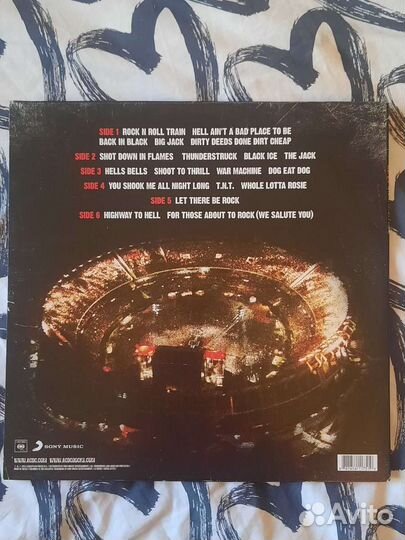 SIDE 1 ROCK N ROLL TRAIN HELL AIN'T A BAD PLACE TO BE
BACK IN BLACK BIG JACK DIRTY DEEDS DONE DIRT CHEAP
SIDE 2 SHOT DOWN IN FLAMES THUNDERSTRUCK BLACK ICE THE JACK
SIDE 3 HELLS BELLS SHOOT TO THRILL WAR MACHINE DOG EAT DOG
SIDE 4 YOU SHOOK ME ALL NIGHT LONG T.N.T. WHOLE LOTTA ROSIE
SIDE 5 LET THERE BE ROCK
SIDE 6 HIGHWAY TO HELL FOR THOSE ABOUT TO ROCK (WE SALUTE YOU)
SONY MUSIC
Avito